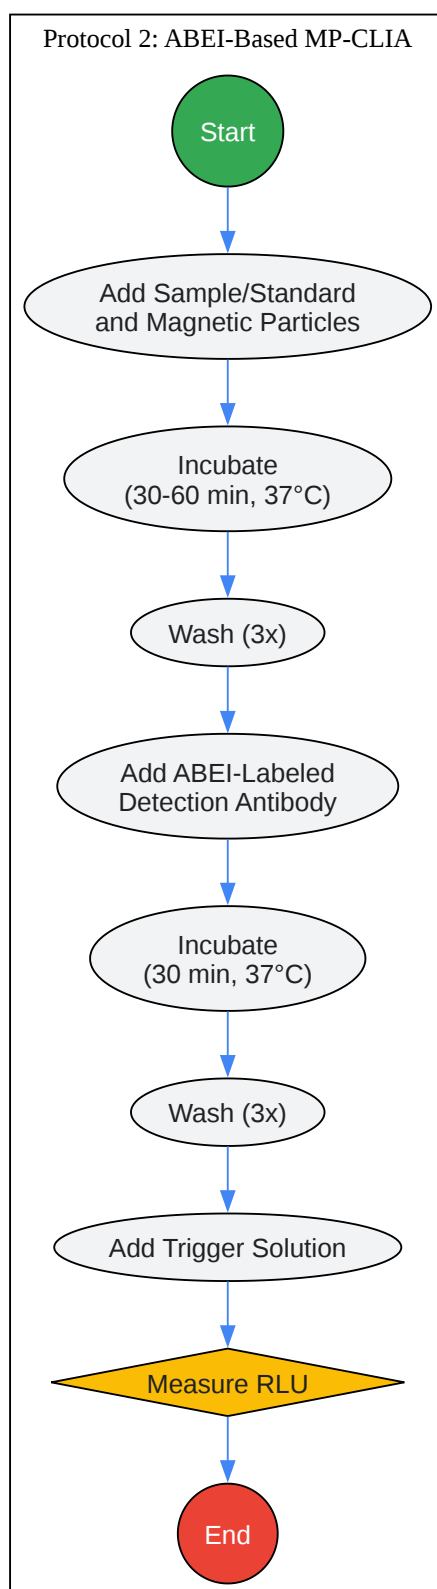 Protocol 2: ABEI-Based MP-CLIA
Start
Add Sample/Standard
and Magnetic Particles
Incubate
(30-60 min, 37°C)
Wash (3x)
Add ABEI-Labeled
Detection Antibody
Incubate
(30 min, 37°C)
Wash (3x)
Add Trigger Solution
Measure RLU
End